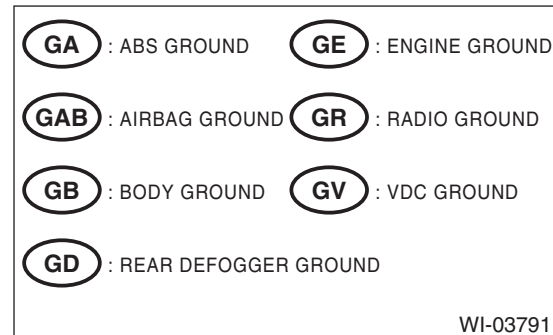 GA : ABS GROUND GE : ENGINE GROUND
GAB : AIRBAG GROUND GR : RADIO GROUND
GB : BODY GROUND GV : VDC GROUND
GD : REAR DEFOGGER GROUND
WI-03791